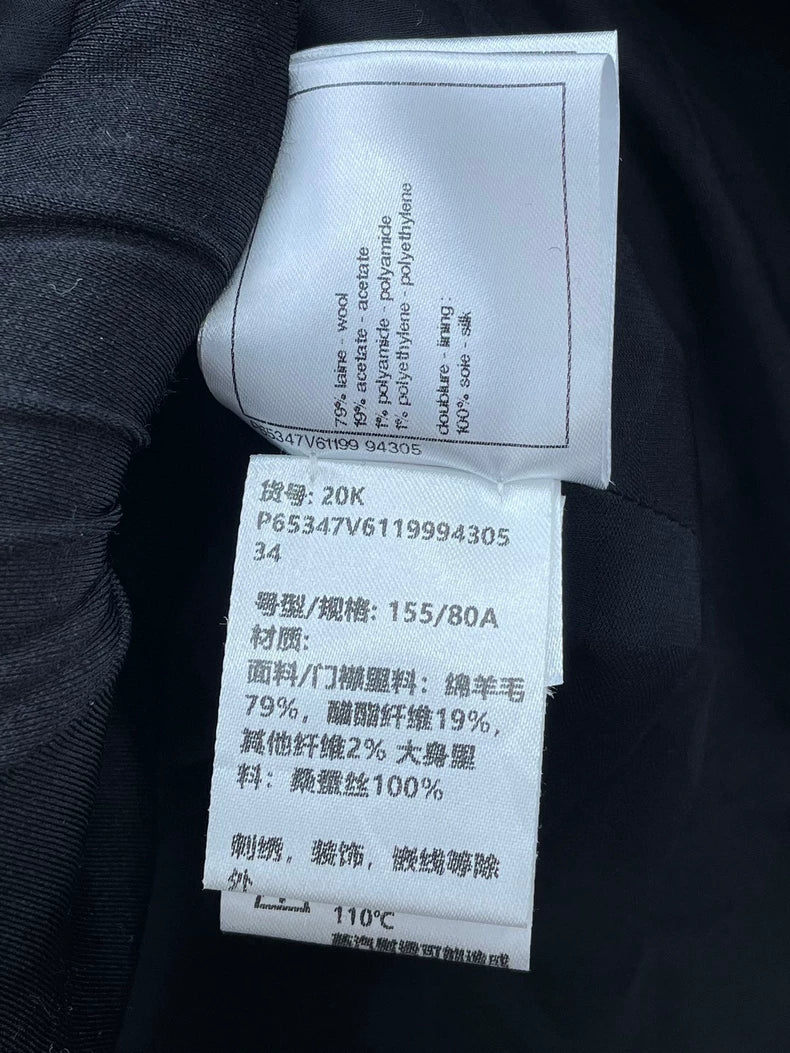 79% laine - wool
19% acetate - acetate
1% polyamide - polyamide
1% polyethylene - polyethylene
doublure - lining :
100% soie - silk
P65347V61199 94305
货号: 20K
P65347V6119994305
34
号型/规格: 155/80A
材质:
面料/门襟里料: 绵羊毛
79%, 醋酯纤维19%,
其他纤维2% 大身里
料: 桑蚕丝100%
刺绣, 装饰, 嵌线等除
外
110℃